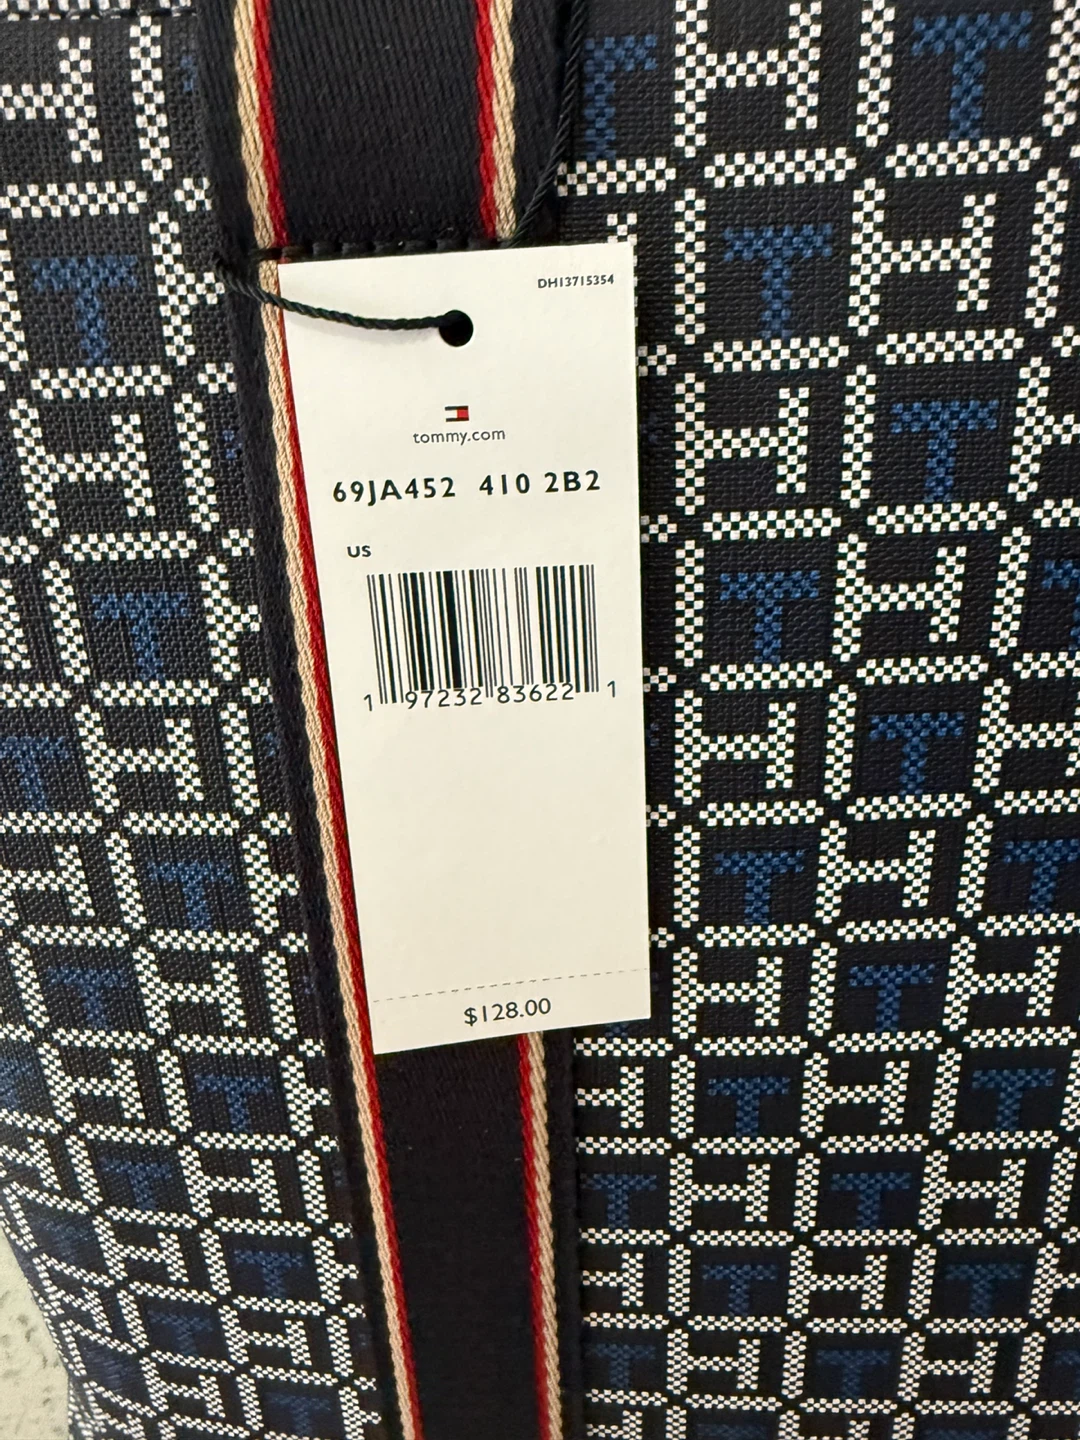 DH13715354
tommy.com
69JA452 410 2B2
US
1 97232 83622 1
$128.00